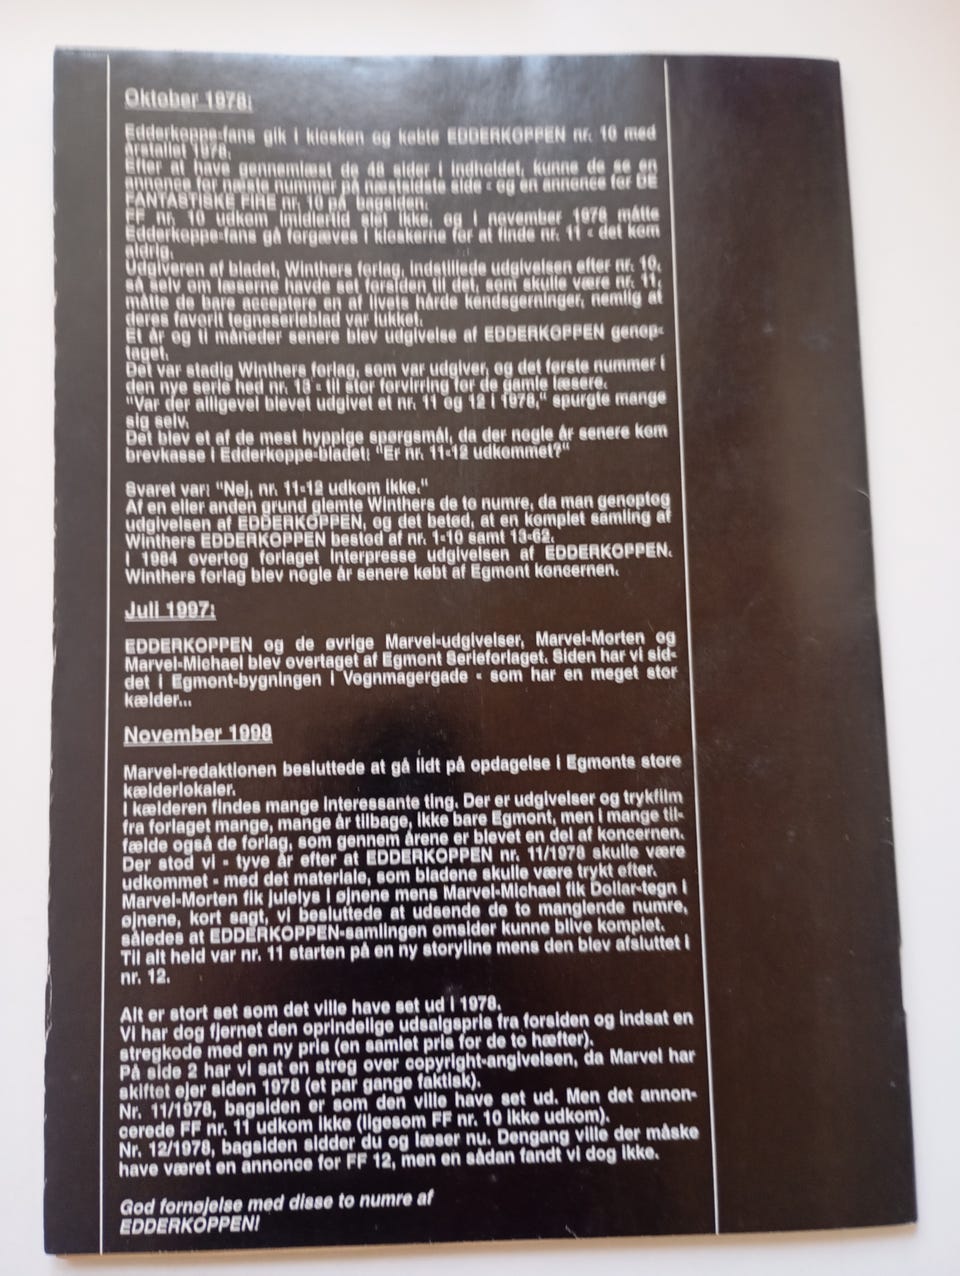 Oktober 1978:
Edderkoppe-fans gik i kiosken og købte EDDERKOPPEN nr. 10 med
årstallet 1978.
Efter at have gennemlæst de 48 sider i indholdet, kunne de se en
annonce for næste nummer på næstsidste side - og en annonce for DE
FANTASTISKE FIRE nr. 10 på bagsiden.
FF nr. 10 udkom imidlertid slet ikke, og i november 1978 måtte
Edderkoppe-fans gå forgæves i kioskerne for at finde nr. 11 - det kom
aldrig.
Udgiveren af bladet, Winthers forlag, indstillede udgivelsen efter nr. 10,
så selv om læserne havde set forsiden til det, som skulle være nr. 11,
måtte de bare acceptere en af livets hårde kendsgerninger, nemlig at
deres favorit tegneserieblad var lukket.
Et år og ti måneder senere blev udgivelse af EDDERKOPPEN genop-
taget.
Det var stadig Winthers forlag, som var udgiver, og det første nummer i
den nye serie hed nr. 13 - til stor forvirring for de gamle læsere.
"Var der alligevel blevet udgivet et nr. 11 og 12 i 1978," spurgte mange
sig selv.
Det blev et af de mest hyppige spørgsmål, da der nogle år senere kom
brevkasse i Edderkoppe-bladet: "Er nr. 11-12 udkommet?"
Svaret var: "Nej, nr. 11-12 udkom ikke."
Af en eller anden grund glemte Winthers de to numre, da man genoptog
udgivelsen af EDDERKOPPEN, og det betød, at en komplet samling af
Winthers EDDERKOPPEN bestod af nr. 1-10 samt 13-62.
I 1984 overtog forlaget Interpresse udgivelsen af EDDERKOPPEN.
Winthers forlag blev nogle år senere købt af Egmont koncernen.
Juli 1997:
EDDERKOPPEN og de øvrige Marvel-udgivelser, Marvel-Morten og
Marvel-Michael blev overtaget af Egmont Serieforlaget. Siden har vi sid-
det i Egmont-bygningen i Vognmagergade - som har en meget stor
kælder...
November 1998
Marvel-redaktionen besluttede at gå lidt på opdagelse i Egmonts store
kælderlokaler.
I kælderen findes mange interessante ting. Der er udgivelser og trykfilm
fra forlaget mange, mange år tilbage, ikke bare Egmont, men i mange til-
fælde også de forlag, som gennem årene er blevet en del af koncernen.
Der stod vi - tyve år efter at EDDERKOPPEN nr. 11/1978 skulle være
udkommet - med det materiale, som bladene skulle være trykt efter.
Marvel-Morten fik julelys i øjnene mens Marvel-Michael fik Dollar-tegn i
øjnene, kort sagt, vi besluttede at udsende de to manglende numre,
således at EDDERKOPPEN-samlingen omsider kunne blive komplet.
Til alt held var nr. 11 starten på en ny storyline mens den blev afsluttet i
nr. 12.
Alt er stort set som det ville have set ud i 1978.
Vi har dog fjernet den oprindelige udsalgspris fra forsiden og indsat en
stregkode med en ny pris (en samlet pris for de to hæfter).
På side 2 har vi sat en streg over copyright-angivelsen, da Marvel har
skiftet ejer siden 1978 (et par gange faktisk).
Nr. 11/1978, bagsiden er som den ville have set ud. Men det annon-
cerede FF nr. 11 udkom ikke (ligesom FF nr. 10 ikke udkom).
Nr. 12/1978, bagsiden sidder du og læser nu. Dengang ville der måske
have været en annonce for FF 12, men en sådan fandt vi dog ikke.
God fornøjelse med disse to numre af
EDDERKOPPEN!